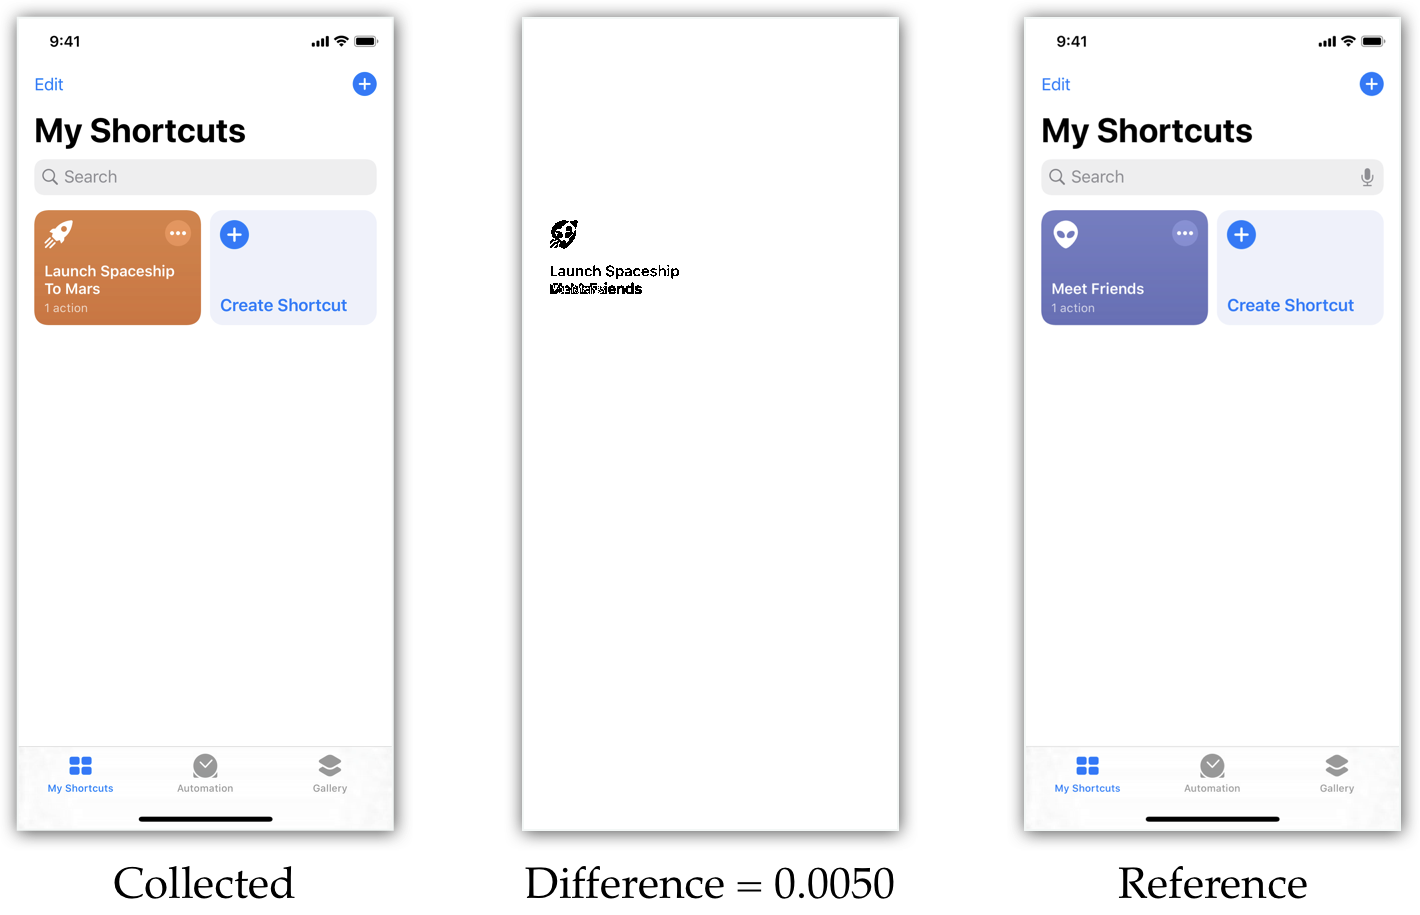 9:41
Edit
My Shortcuts
Search
Launch Spaceship
To Mars
1 action
Create Shortcut
My Shortcuts
Automation
Gallery
Collected
Launch Spaceship
Difference = 0.0050
9:41
Edit
My Shortcuts
Search
Meet Friends
1 action
Create Shortcut
My Shortcuts
Automation
Gallery
Reference